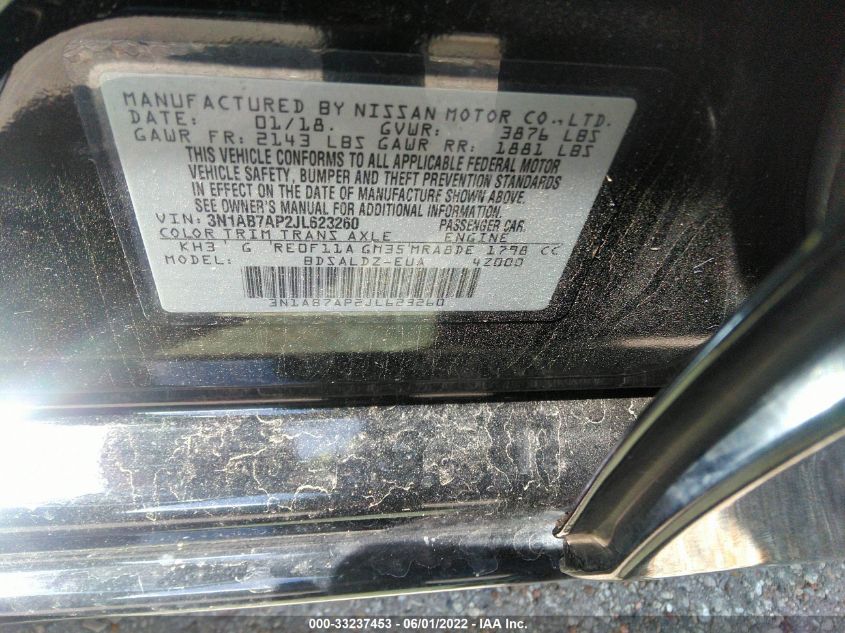 MANUFACTURED BY NISSAN MOTOR CO.,LTD.
DATE: 01/18. GVWR: 3876 LBS
GAWR FR: 2143 LBS GAWR RR: 1881 LBS
THIS VEHICLE CONFORMS TO ALL APPLICABLE FEDERAL MOTOR
VEHICLE SAFETY, BUMPER AND THEFT PREVENTION STANDARDS
IN EFFECT ON THE DATE OF MANUFACTURE SHOWN ABOVE.
SEE OWNER'S MANUAL FOR ADDITIONAL INFORMATION
VIN: 3N1AB7AP2JL623260 PASSENGER CAR.
COLOR TRIM TRANS AXLE ENGINE
KH3 G RE0F11A GM35 MRA8DE 1798 CC
MODEL: BDSALDZ-EUA 4Z000
3N1AB7AP2JL623260
000-33237453 - 06/01/2022 - IAA Inc.